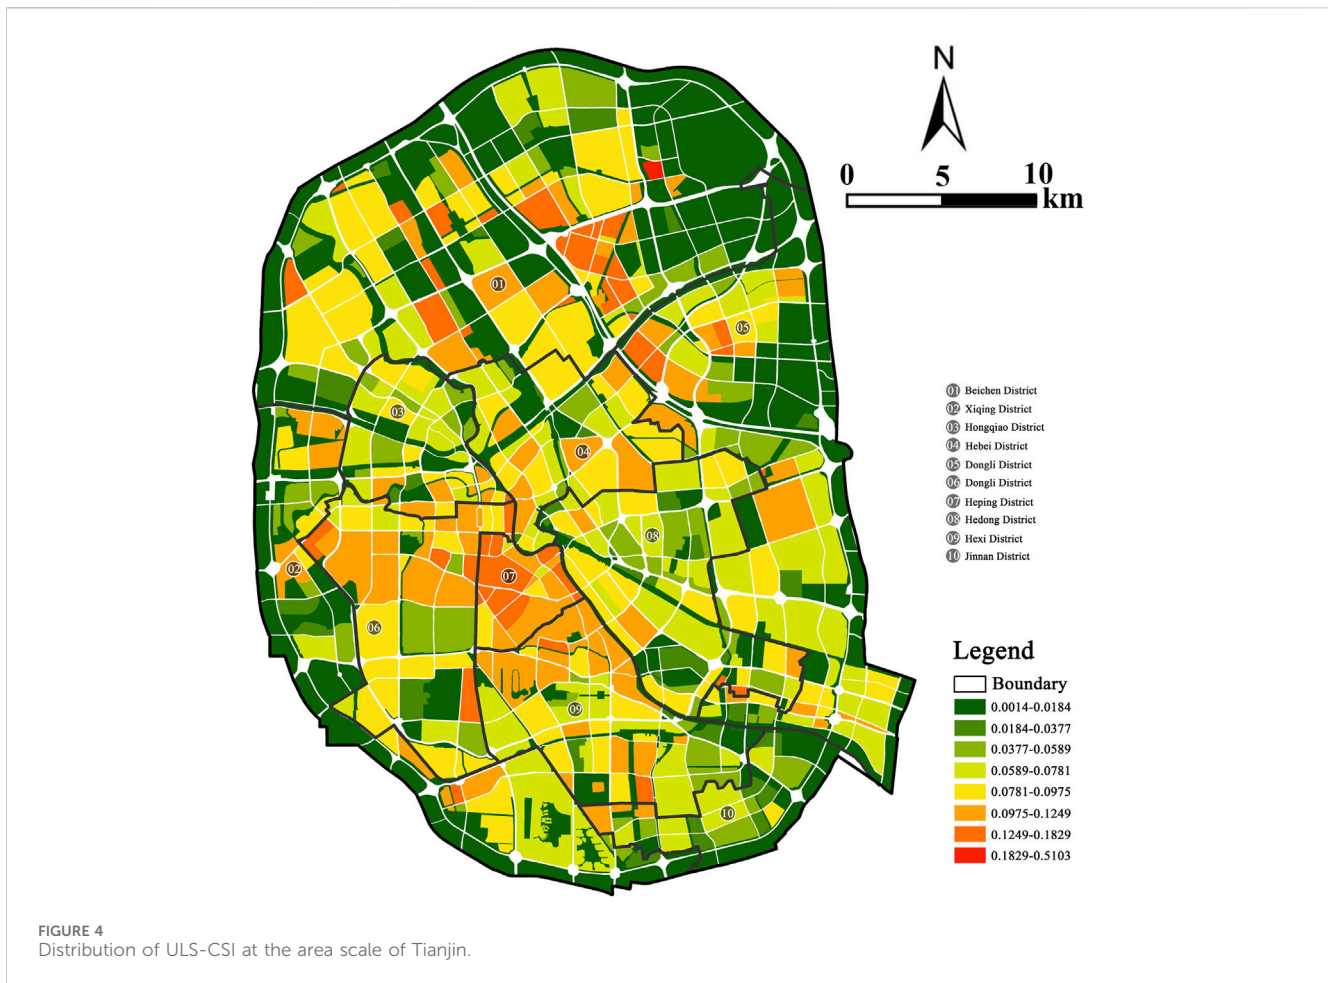 N
0 5 10
km
01
05
03
04
08
02
07
06
09
10
01 Beichen District
02 Xiqing District
03 Hongqiao District
04 Hebei District
05 Dongli District
06 Dongli District
07 Heping District
08 Hedong District
09 Hexi District
10 Jinnan District
Legend
Boundary
0.0014-0.0184
0.0184-0.0377
0.0377-0.0589
0.0589-0.0781
0.0781-0.0975
0.0975-0.1249
0.1249-0.1829
0.1829-0.5103
FIGURE 4
Distribution of ULS-CSI at the area scale of Tianjin.